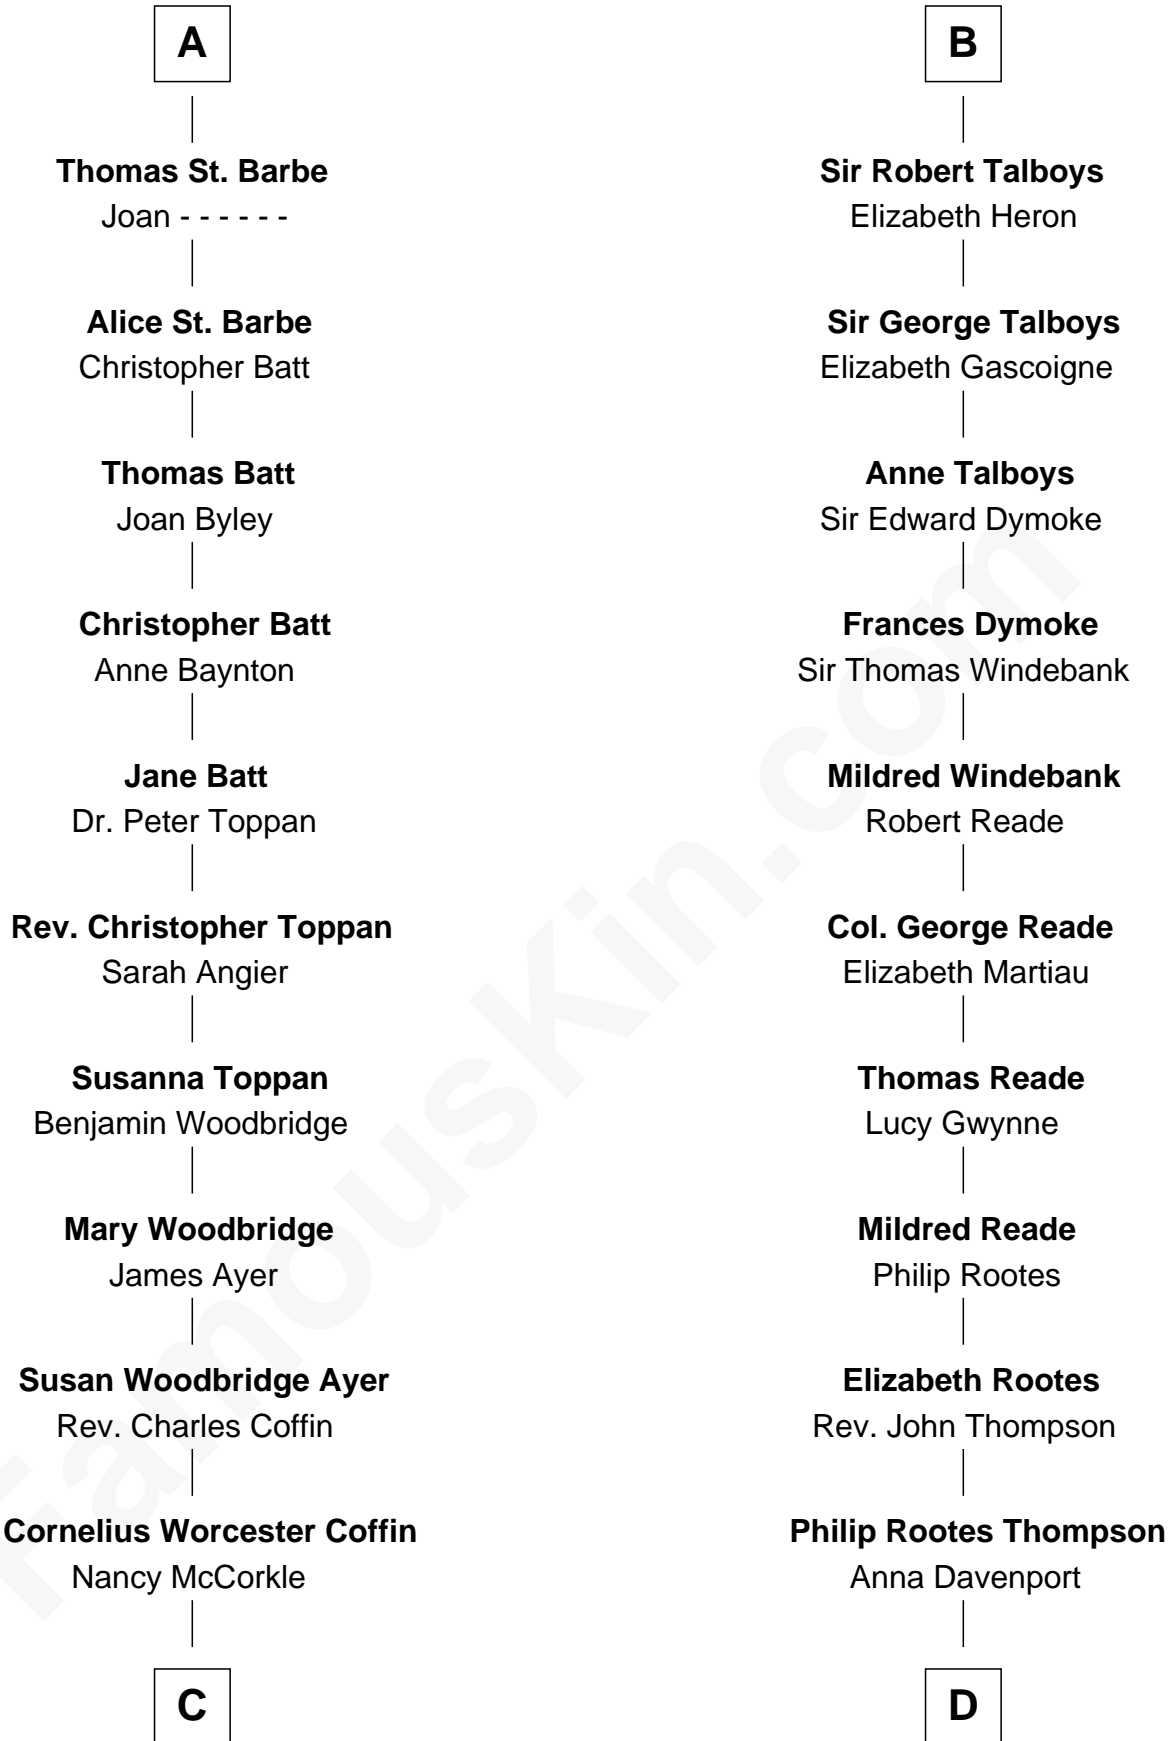 A
Thomas St. Barbe
Joan - - - - - -
Alice St. Barbe
Christopher Batt
Thomas Batt
Joan Byley
Christopher Batt
Anne Baynton
Jane Batt
Dr. Peter Toppan
Rev. Christopher Toppan
Sarah Angier
Susanna Toppan
Benjamin Woodbridge
Mary Woodbridge
James Ayer
Susan Woodbridge Ayer
Rev. Charles Coffin
Cornelius Worcester Coffin
Nancy McCorkle
C
B
Sir Robert Talboys
Elizabeth Heron
Sir George Talboys
Elizabeth Gascoigne
Anne Talboys
Sir Edward Dymoke
Frances Dymoke
Sir Thomas Windebank
Mildred Windebank
Robert Reade
Col. George Reade
Elizabeth Martiau
Thomas Reade
Lucy Gwynne
Mildred Reade
Philip Rootes
Elizabeth Rootes
Rev. John Thompson
Philip Rootes Thompson
Anna Davenport
D
FamousKin.com